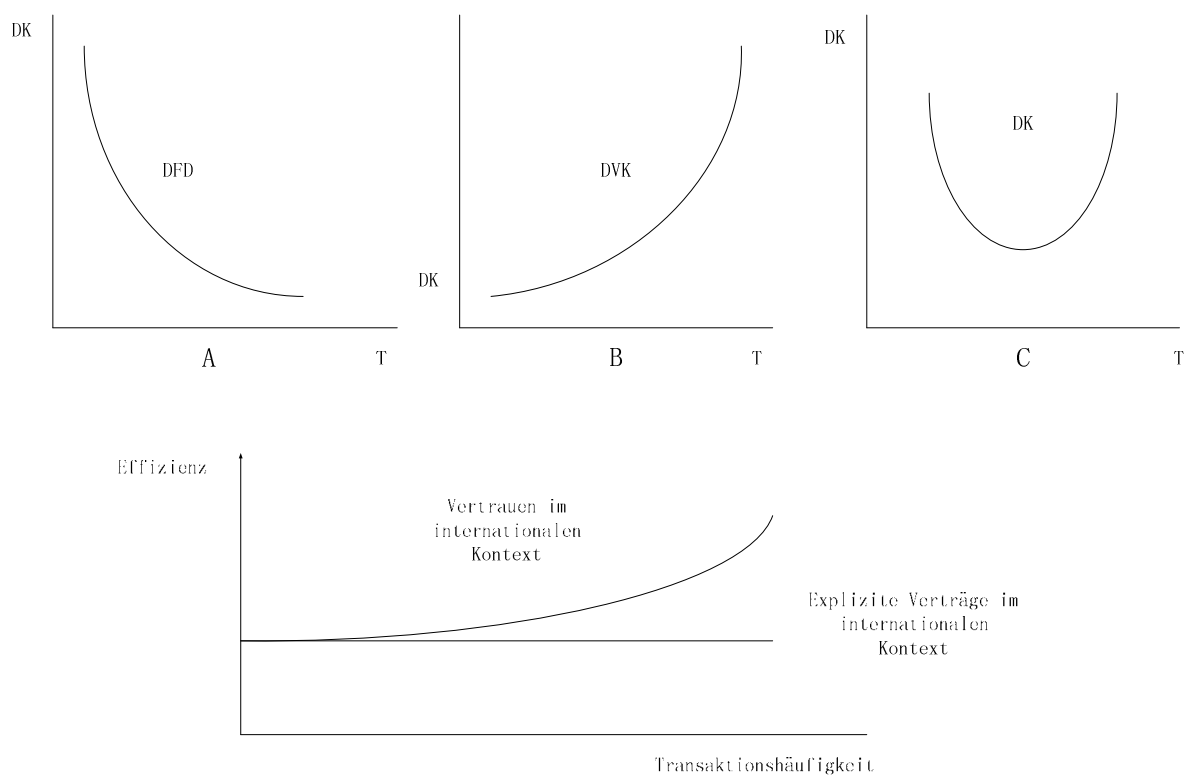 DK
DFD
A
T
DK
DVK
B
T
DK
DK
C
T
Effizienz
Vertrauen im
internationalen
Kontext
Explizite Verträge im
internationalen
Kontext
Transaktionshäufigkeit